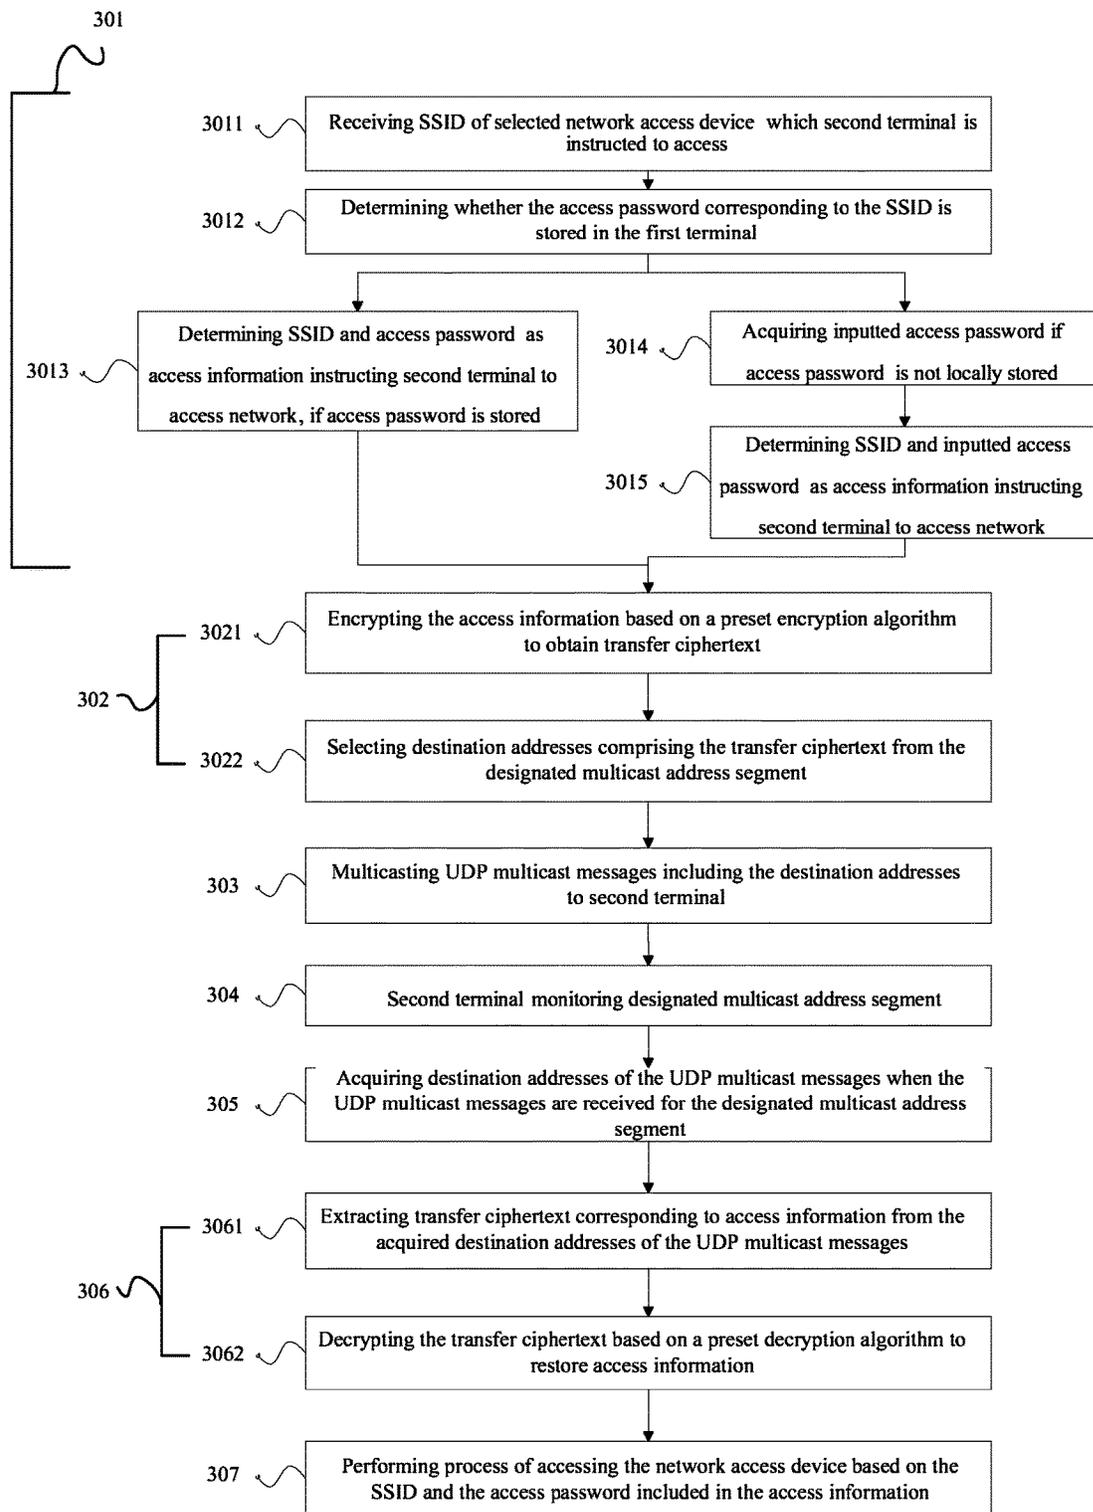 301
3011
Receiving SSID of selected network access device which second terminal is
instructed to access
3012
Determining whether the access password corresponding to the SSID is
stored in the first terminal
3013
Determining SSID and access password as
access information instructing second terminal to
access network, if access password is stored
3014
Acquiring inputted access password if
access password is not locally stored
3015
Determining SSID and inputted access
password as access information instructing
second terminal to access network
302
3021
Encrypting the access information based on a preset encryption algorithm
to obtain transfer ciphertext
3022
Selecting destination addresses comprising the transfer ciphertext from the
designated multicast address segment
303
Multicasting UDP multicast messages including the destination addresses
to second terminal
304
Second terminal monitoring designated multicast address segment
305
Acquiring destination addresses of the UDP multicast messages when the
UDP multicast messages are received for the designated multicast address
segment
306
3061
Extracting transfer ciphertext corresponding to access information from the
acquired destination addresses of the UDP multicast messages
3062
Decrypting the transfer ciphertext based on a preset decryption algorithm to
restore access information
307
Performing process of accessing the network access device based on the
SSID and the access password included in the access information